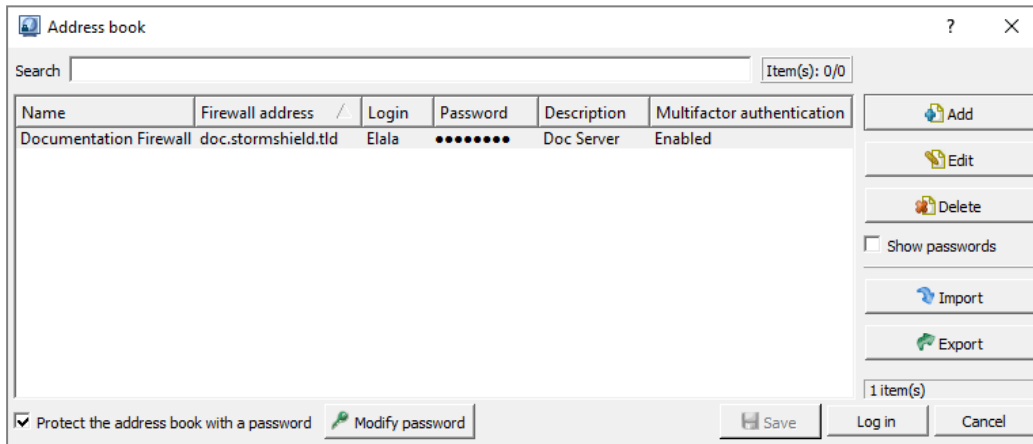 Address book
?
Search
Item(s): 0/0
Name Firewall address Login Password Description Multifactor authentication
Documentation Firewall doc.stormshield.tld Elala ●●●●●●●● Doc Server Enabled
Add
Edit
Delete
Show passwords
Import
Export
1 item(s)
Protect the address book with a password Modify password Save Log in Cancel